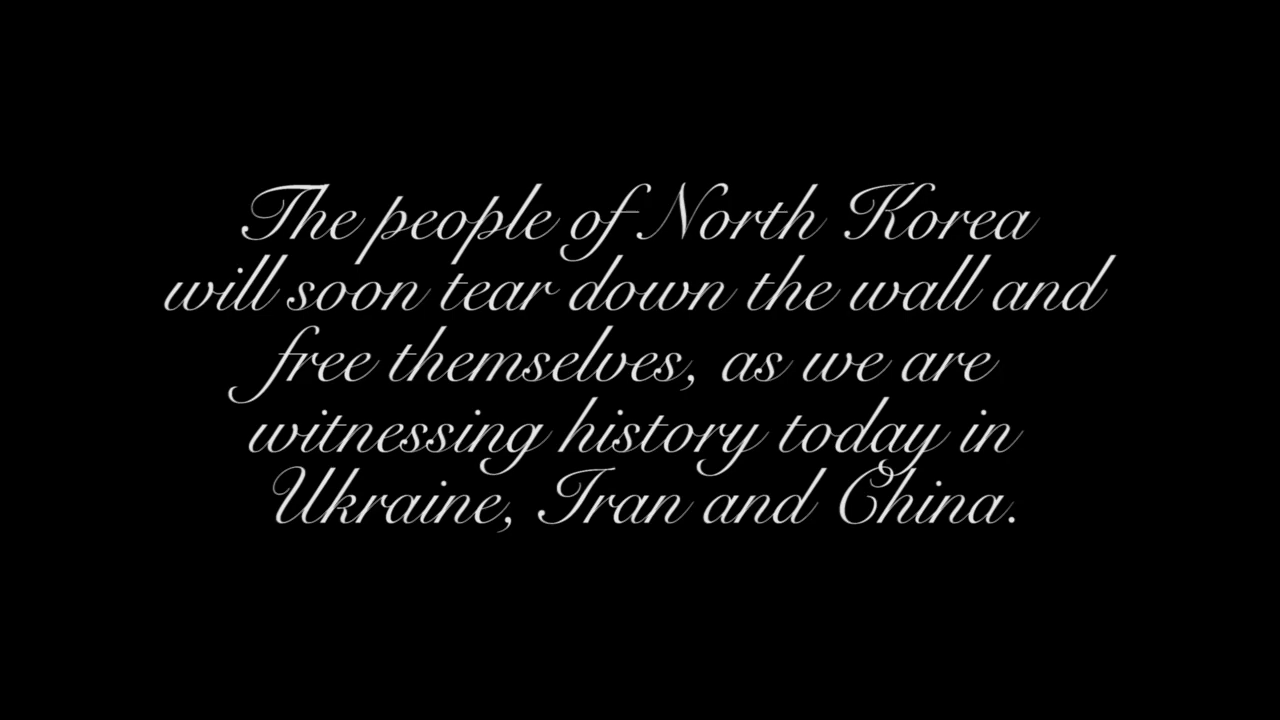 The people of North Korea
will soon tear down the wall and
free themselves, as we are
witnessing history today in
Ukraine, Iran and China.